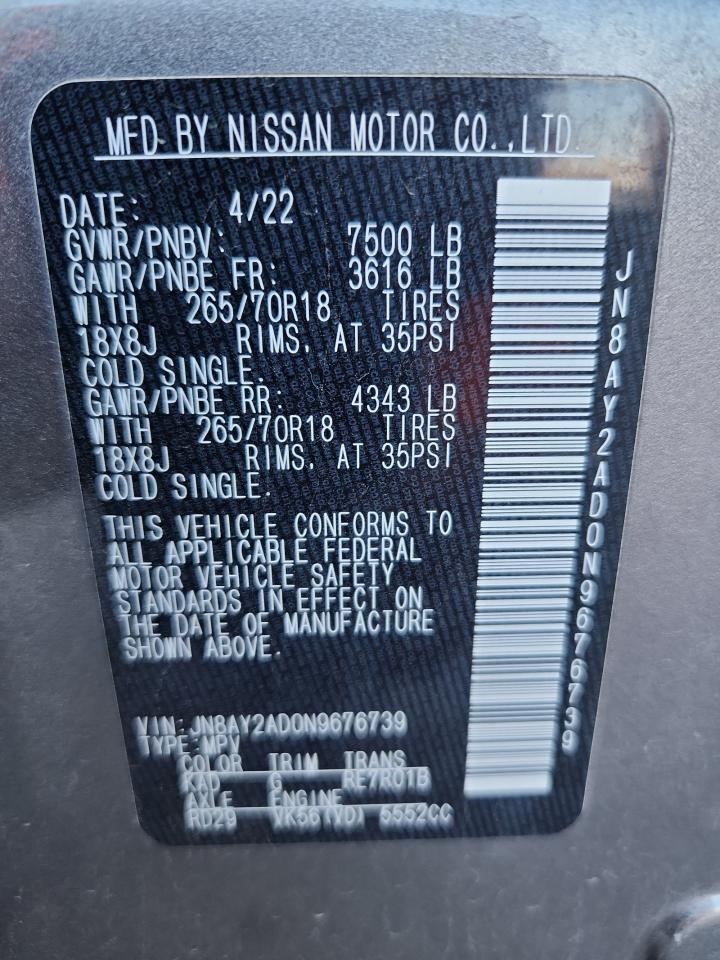 MFD BY NISSAN MOTOR CO.,LTD.
DATE: 4/22
GVWR/PNBV: 7500 LB
GAWR/PNBE FR: 3616 LB
WITH 265/70R18 TIRES
18X8J RIMS, AT 35PSI
COLD SINGLE.
GAWR/PNBE RR: 4343 LB
WITH 265/70R18 TIRES
18X8J RIMS, AT 35PSI
COLD SINGLE.
THIS VEHICLE CONFORMS TO
ALL APPLICABLE FEDERAL
MOTOR VEHICLE SAFETY
STANDARDS IN EFFECT ON
THE DATE OF MANUFACTURE
SHOWN ABOVE.
VIN:JN8AY2AD0N9676739
TYPE:MPV
COLOR TRIM TRANS
KAD G RE7R01B
AXLE ENGINE
RD29 VK56(VD) 5552CC
JN8AY2AD0N9676739